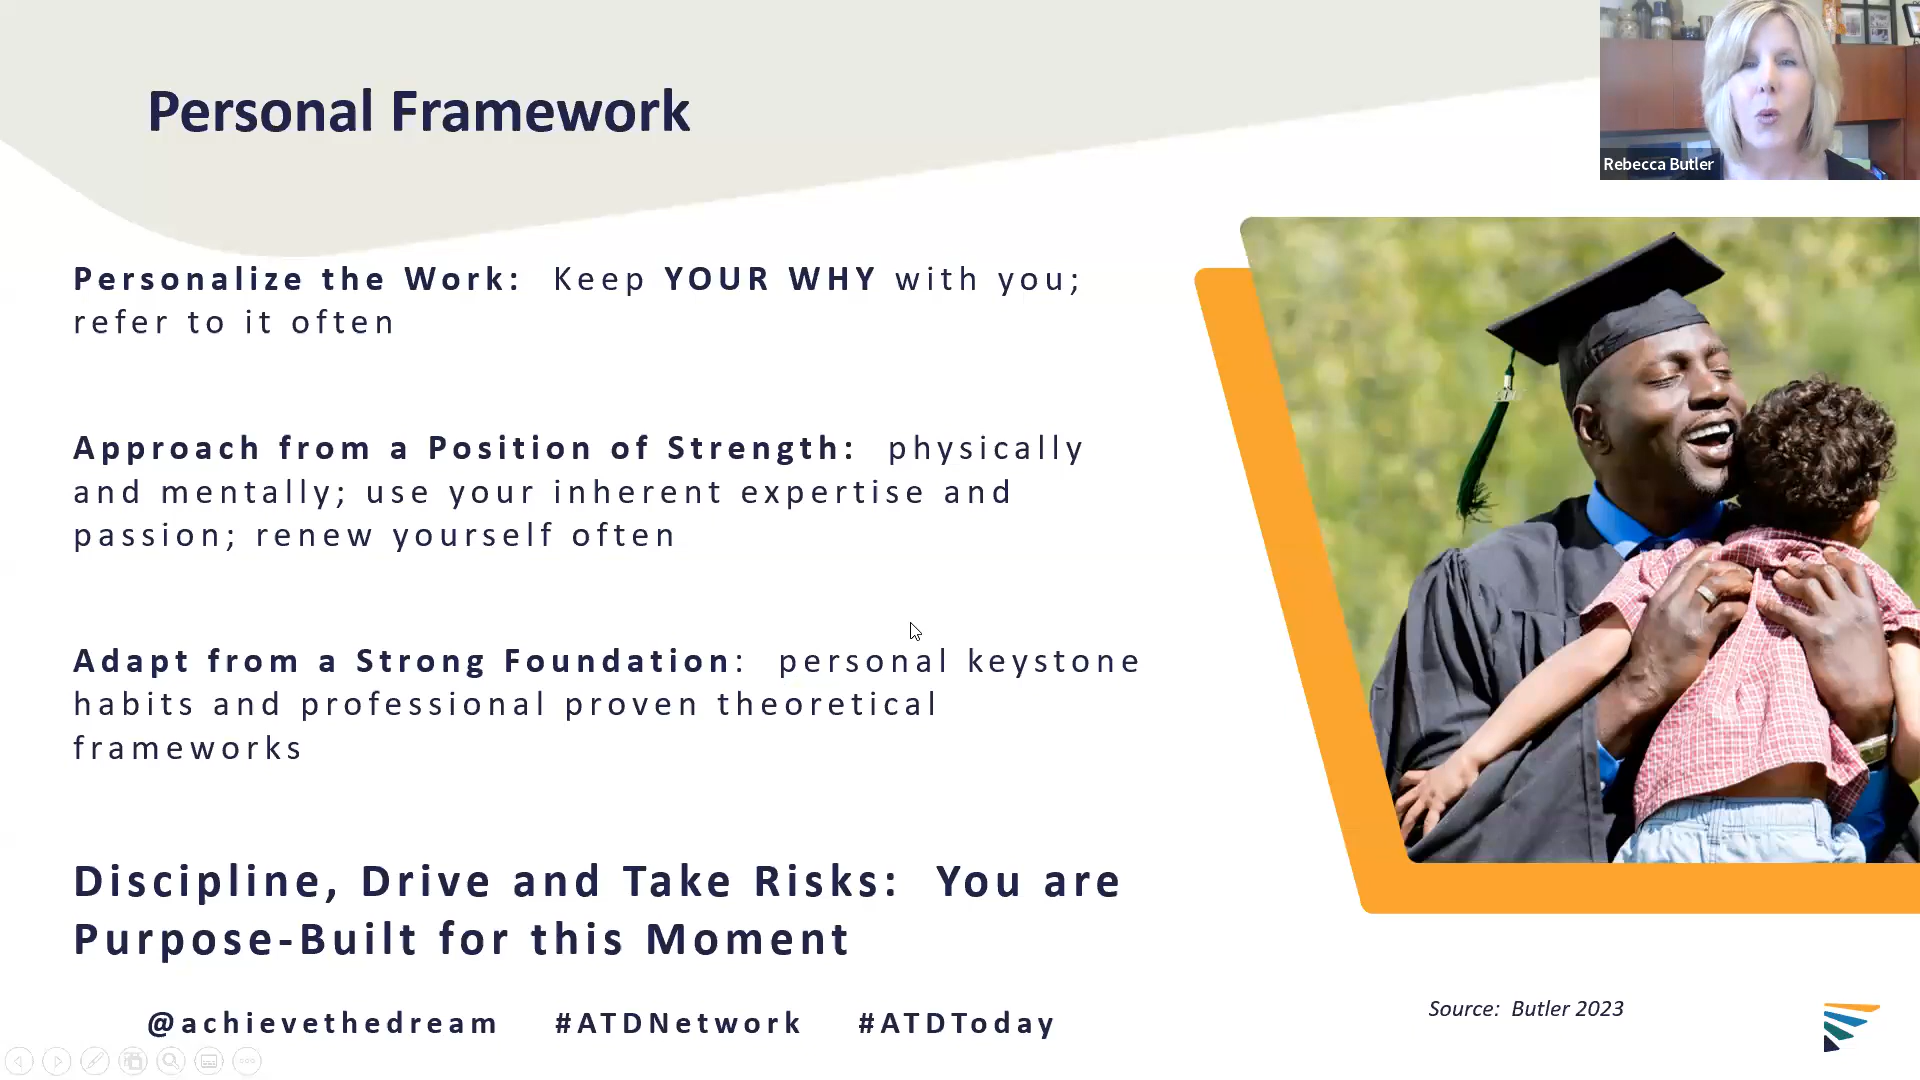 Personal Framework
Rebecca Butler
Personalize the Work: Keep YOUR WHY with you;
refer to it often
Approach from a Position of Strength: physically
and mentally; use your inherent expertise and
passion; renew yourself often
Adapt from a Strong Foundation: personal keystone
habits and professional proven theoretical
frameworks
Discipline, Drive and Take Risks: You are
Purpose-Built for this Moment
Source: Butler 2023
@achievethedream #ATDNetwork #ATDToday